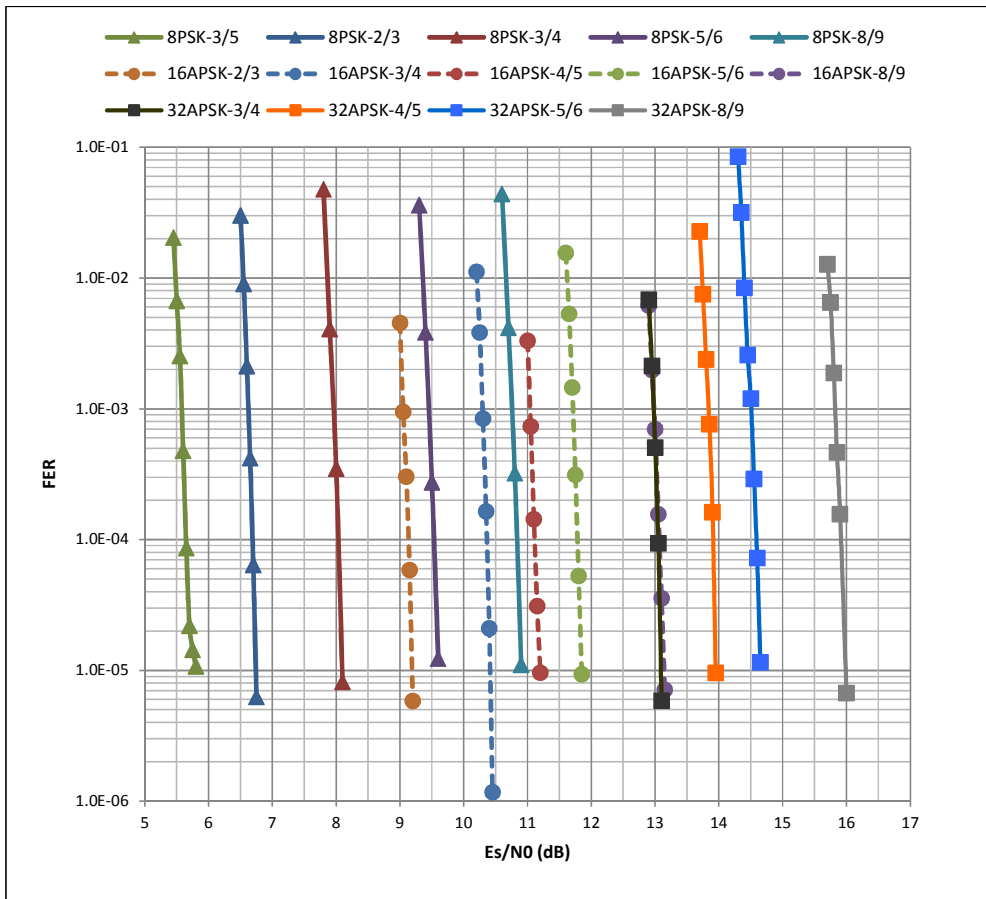 8PSK-3/5 8PSK-2/3 8PSK-3/4 8PSK-5/6 8PSK-8/9
16APSK-2/3 16APSK-3/4 16APSK-4/5 16APSK-5/6 16APSK-8/9
32APSK-3/4 32APSK-4/5 32APSK-5/6 32APSK-8/9
1.0E-01
1.0E-02
1.0E-03
FER
1.0E-04
1.0E-05
1.0E-06
5 6 7 8 9 10 11 12 13 14 15 16 17
Es/N0 (dB)